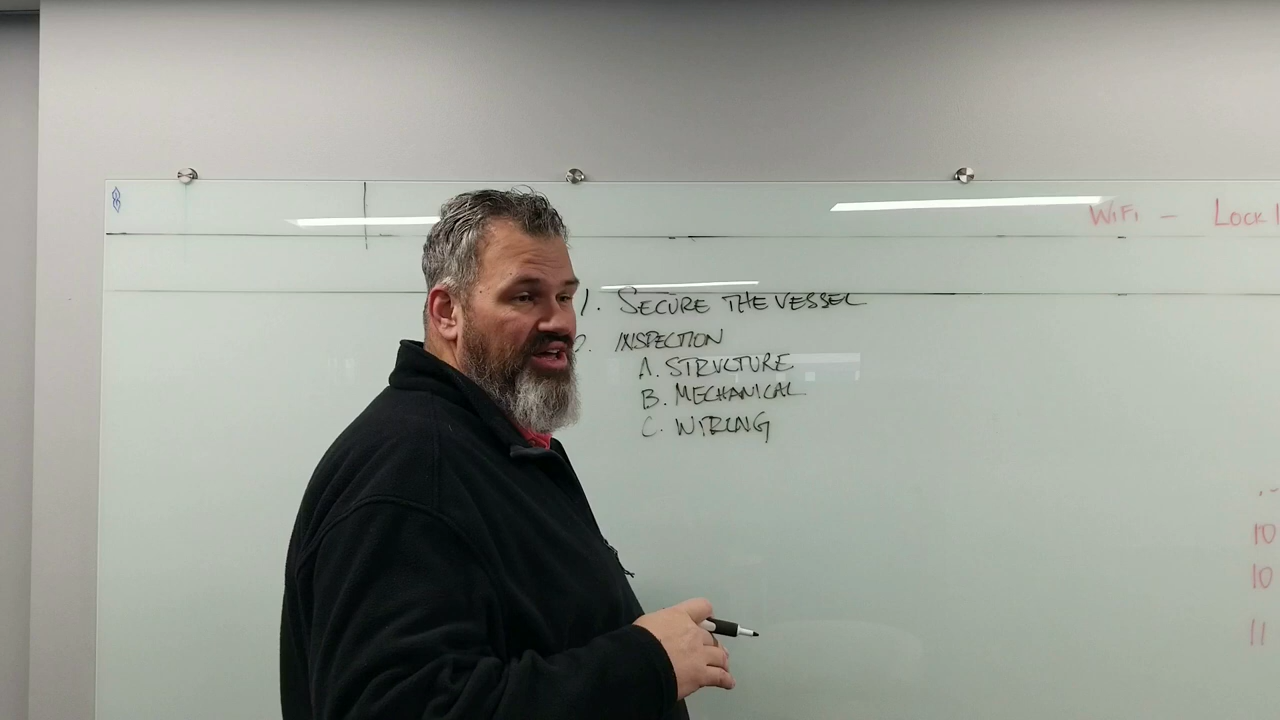 WiFi - Lock
1. SECURE THE VESSEL
2. INSPECTION
A. STRUCTURE
B. MECHANICAL
C. WIRING
10
10
11